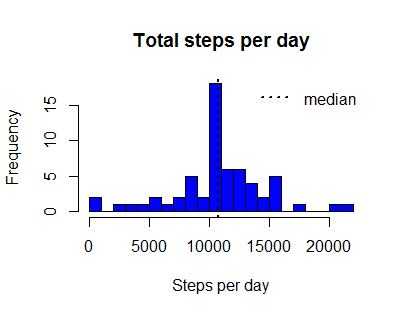 Total steps per day
median
Frequency
15
10
5
0
0 5000 10000 15000 20000
Steps per day